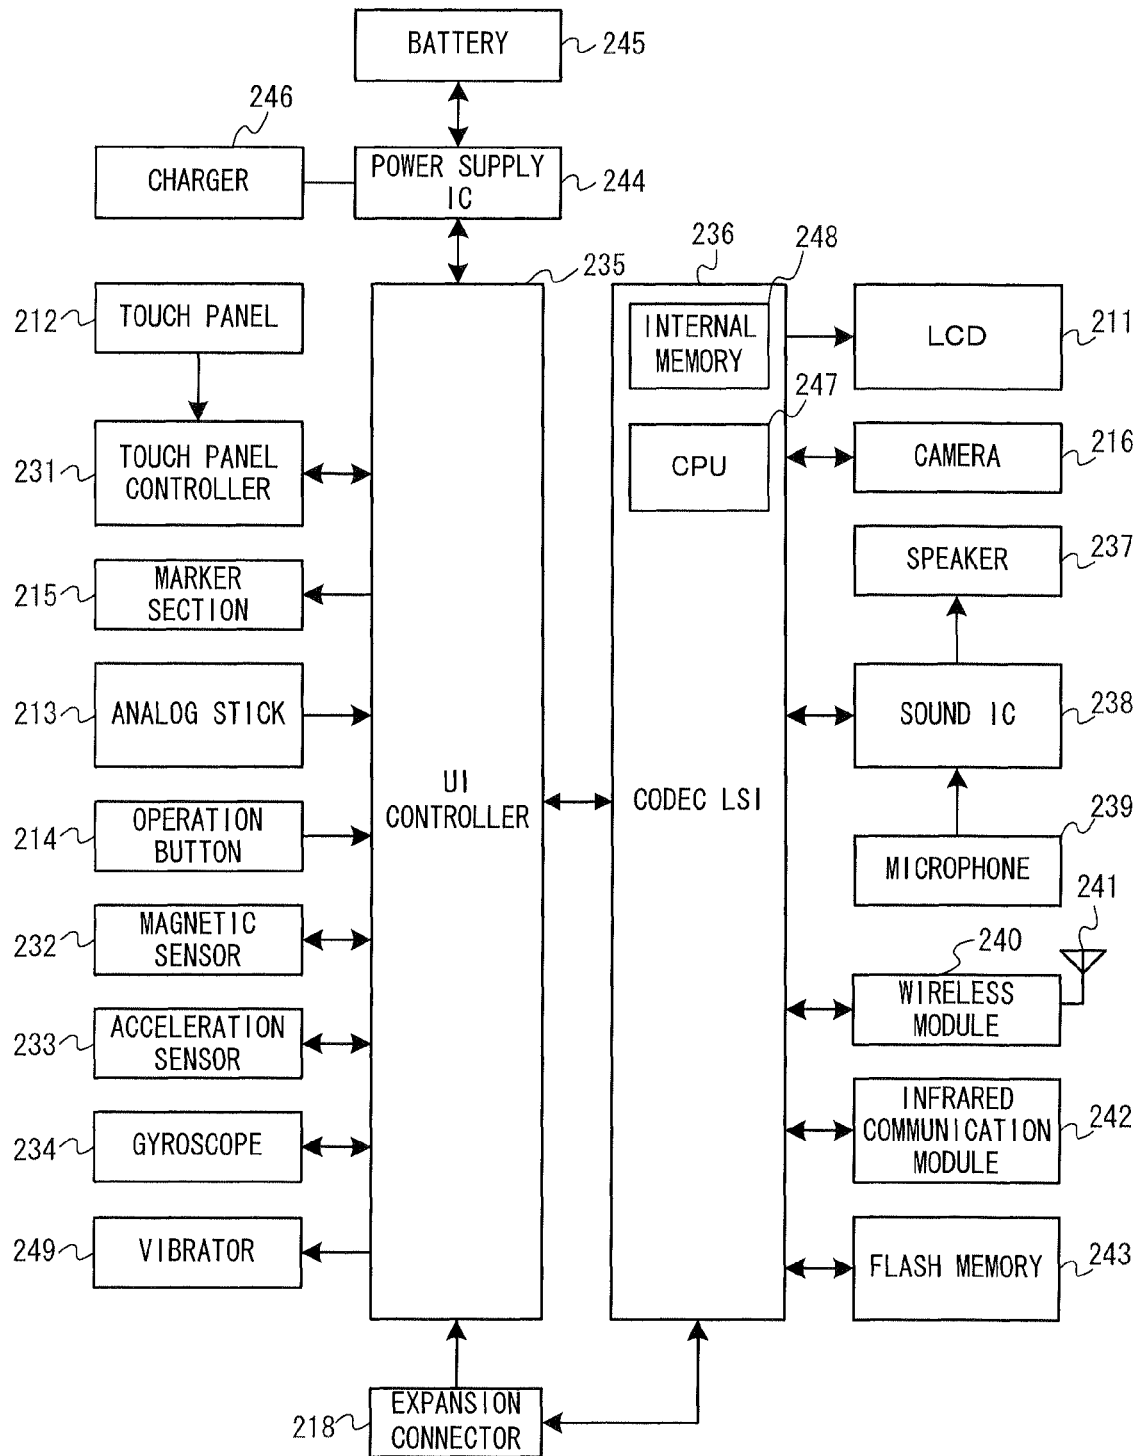 BATTERY
245
246
CHARGER
POWER SUPPLY
IC
244
235
236
248
212
TOUCH PANEL
INTERNAL
MEMORY
LCD
211
247
231
TOUCH PANEL
CONTROLLER
CPU
CAMERA
216
SPEAKER
237
215
MARKER
SECTION
213
ANALOG STICK
SOUND IC
238
UI
CONTROLLER
CODEC LSI
214
OPERATION
BUTTON
239
MICROPHONE
241
232
MAGNETIC
SENSOR
240
WIRELESS
MODULE
233
ACCELERATION
SENSOR
INFRARED
COMMUNICATION
MODULE
242
234
GYROSCOPE
249
VIBRATOR
FLASH MEMORY
243
218
EXPANSION
CONNECTOR